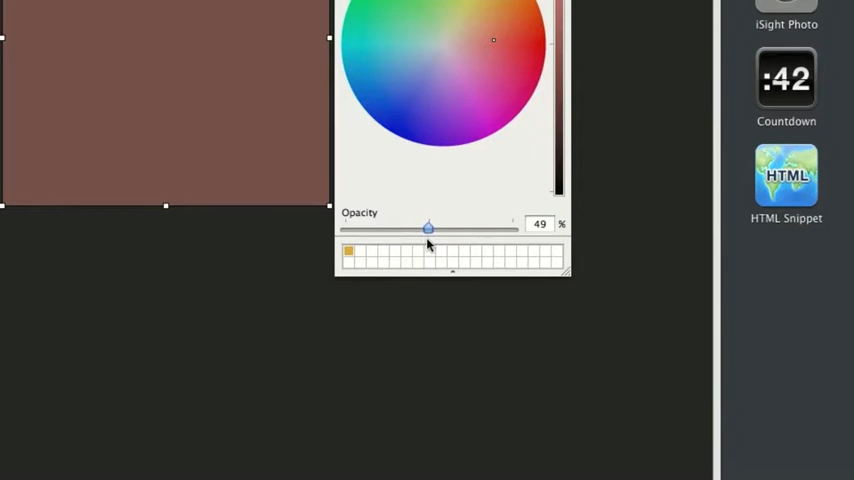 iSight Photo
:42
Countdown
HTML
HTML Snippet
Opacity
49 %